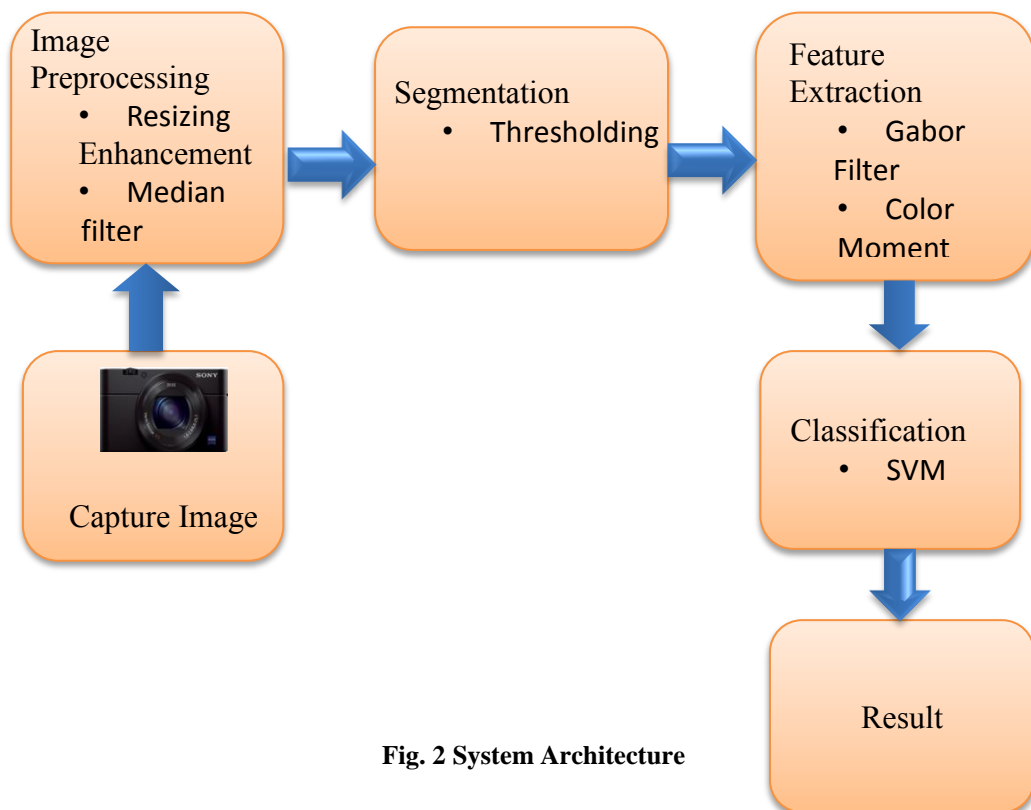 Image
Preprocessing
• Resizing
Enhancement
• Median
filter
Segmentation
• Thresholding
Feature
Extraction
• Gabor
Filter
• Color
Moment
SONY
Capture Image
Classification
• SVM
Result
Fig. 2 System Architecture